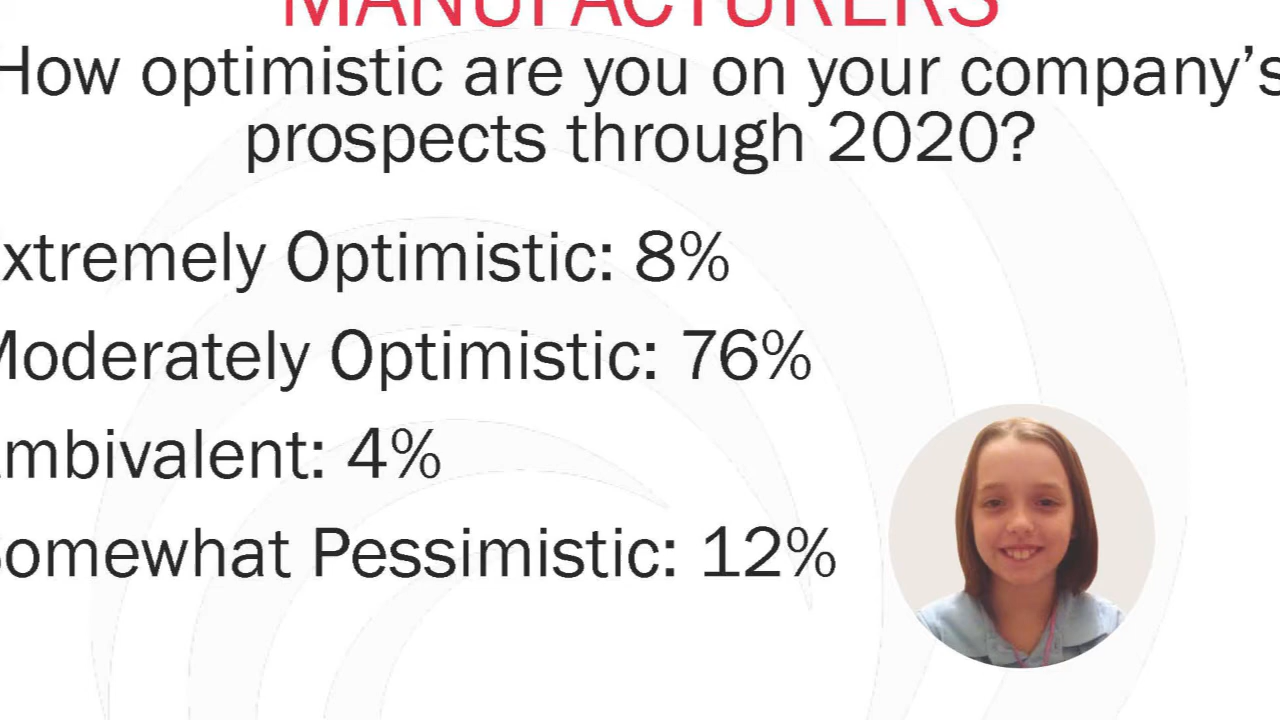 MANUFACTURERS
How optimistic are you on your company's
prospects through 2020?
xtremely Optimistic: 8%
Moderately Optimistic: 76%
mbivalent: 4%
omewhat Pessimistic: 12%